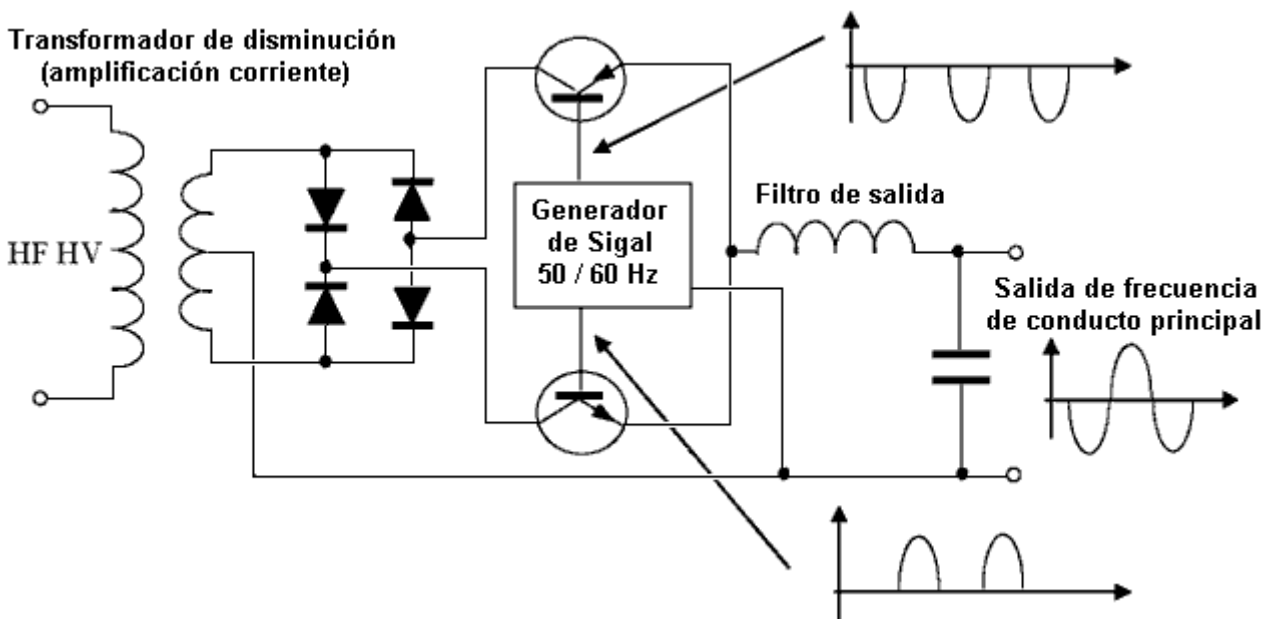 Transformador de disminución
(amplificación corriente)
HF HV
Generador
de Sigal
50 / 60 Hz
Filtro de salida
Salida de frecuencia
de conducto principal